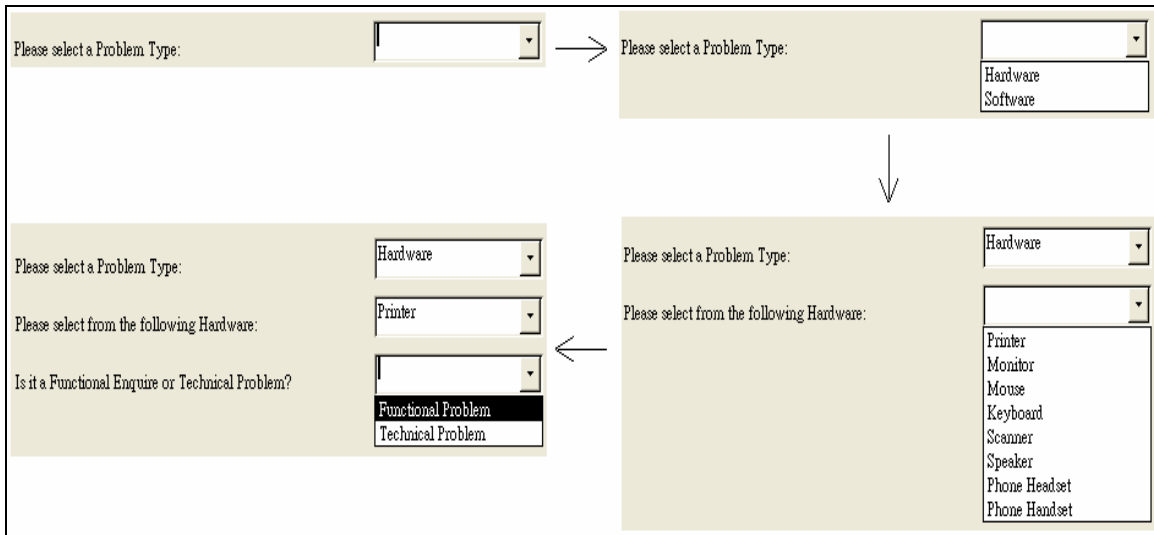 Please select a Problem Type:
Please select a Problem Type:
Hardware
Software
Please select a Problem Type: Hardware
Please select from the following Hardware:
Printer
Monitor
Mouse
Keyboard
Scanner
Speaker
Phone Headset
Phone Handset
Please select a Problem Type: Hardware
Please select from the following Hardware: Printer
Is it a Functional Enquire or Technical Problem?
Functional Problem
Technical Problem